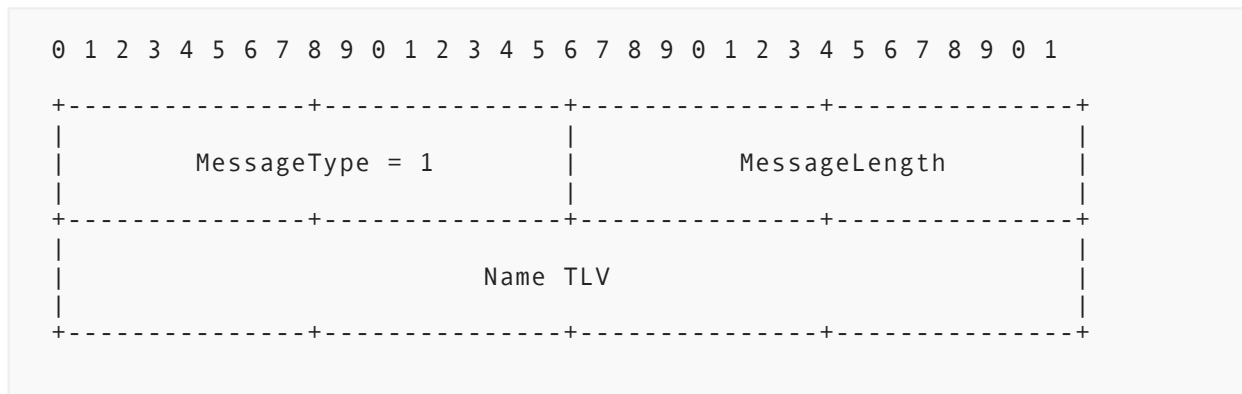 0 1 2 3 4 5 6 7 8 9 0 1 2 3 4 5 6 7 8 9 0 1 2 3 4 5 6 7 8 9 0 1
+---------------+---------------+---------------+---------------+
|                               |                               |
|        MessageType = 1        |          MessageLength        |
|                               |                               |
+---------------+---------------+---------------+---------------+
|                                                               |
|                          Name TLV                             |
|                                                               |
+---------------+---------------+---------------+---------------+